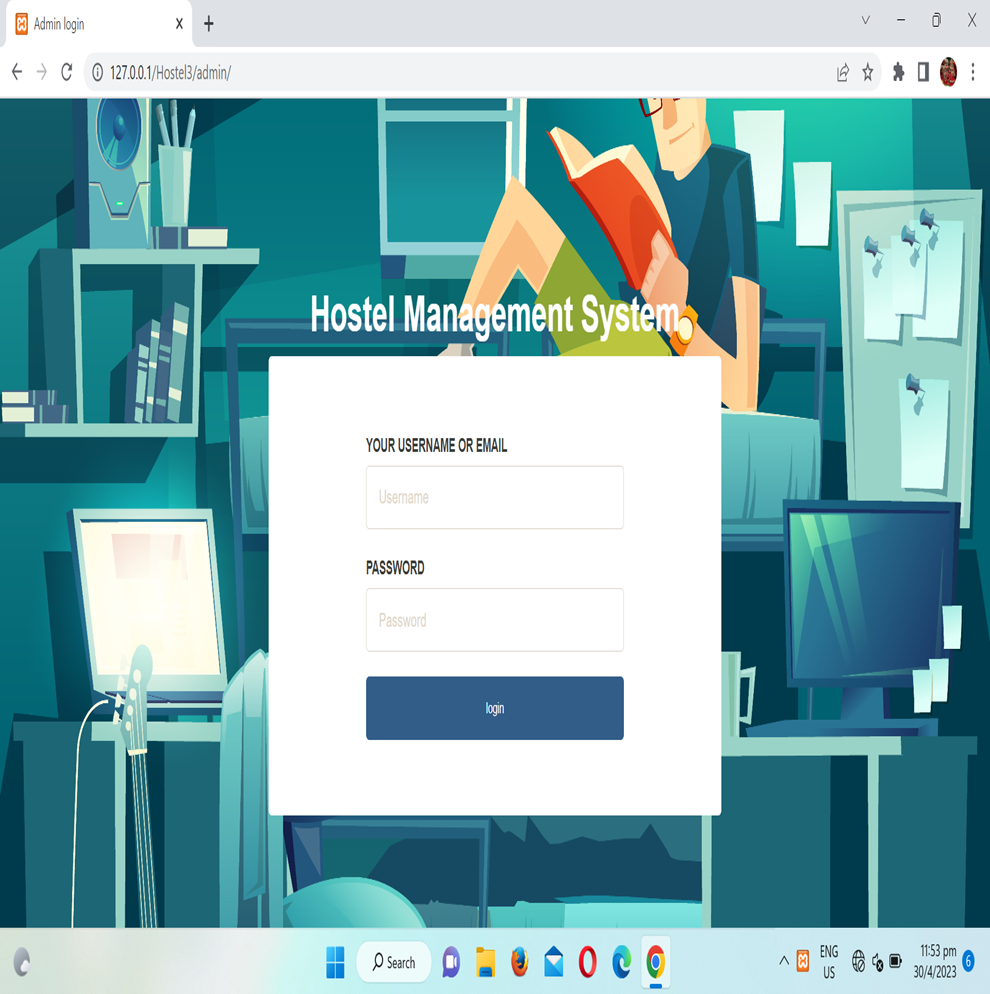 Admin login
127.0.0.1/Hostel3/admin/
Hostel Management System
YOUR USERNAME OR EMAIL
Username
PASSWORD
Password
login
Search
ENG
US
11:53 pm
30/4/2023
6